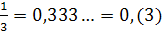 1/3 = 0,333 … = 0, (3)